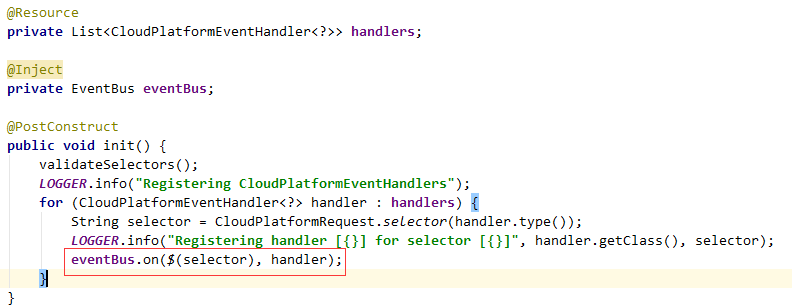 @Resource
private List<CloudPlatformEventHandler<?>> handlers;
@Inject
private EventBus eventBus;
@PostConstruct
public void init() {
validateSelectors();
LOGGER.info("Registering CloudPlatformEventHandlers");
for (CloudPlatformEventHandler<?> handler : handlers) {
String selector = CloudPlatformRequest.selector(handler.type());
LOGGER.info("Registering handler [{}] for selector [{}]", handler.getClass(), selector);
eventBus.on($(selector), handler);
}
}